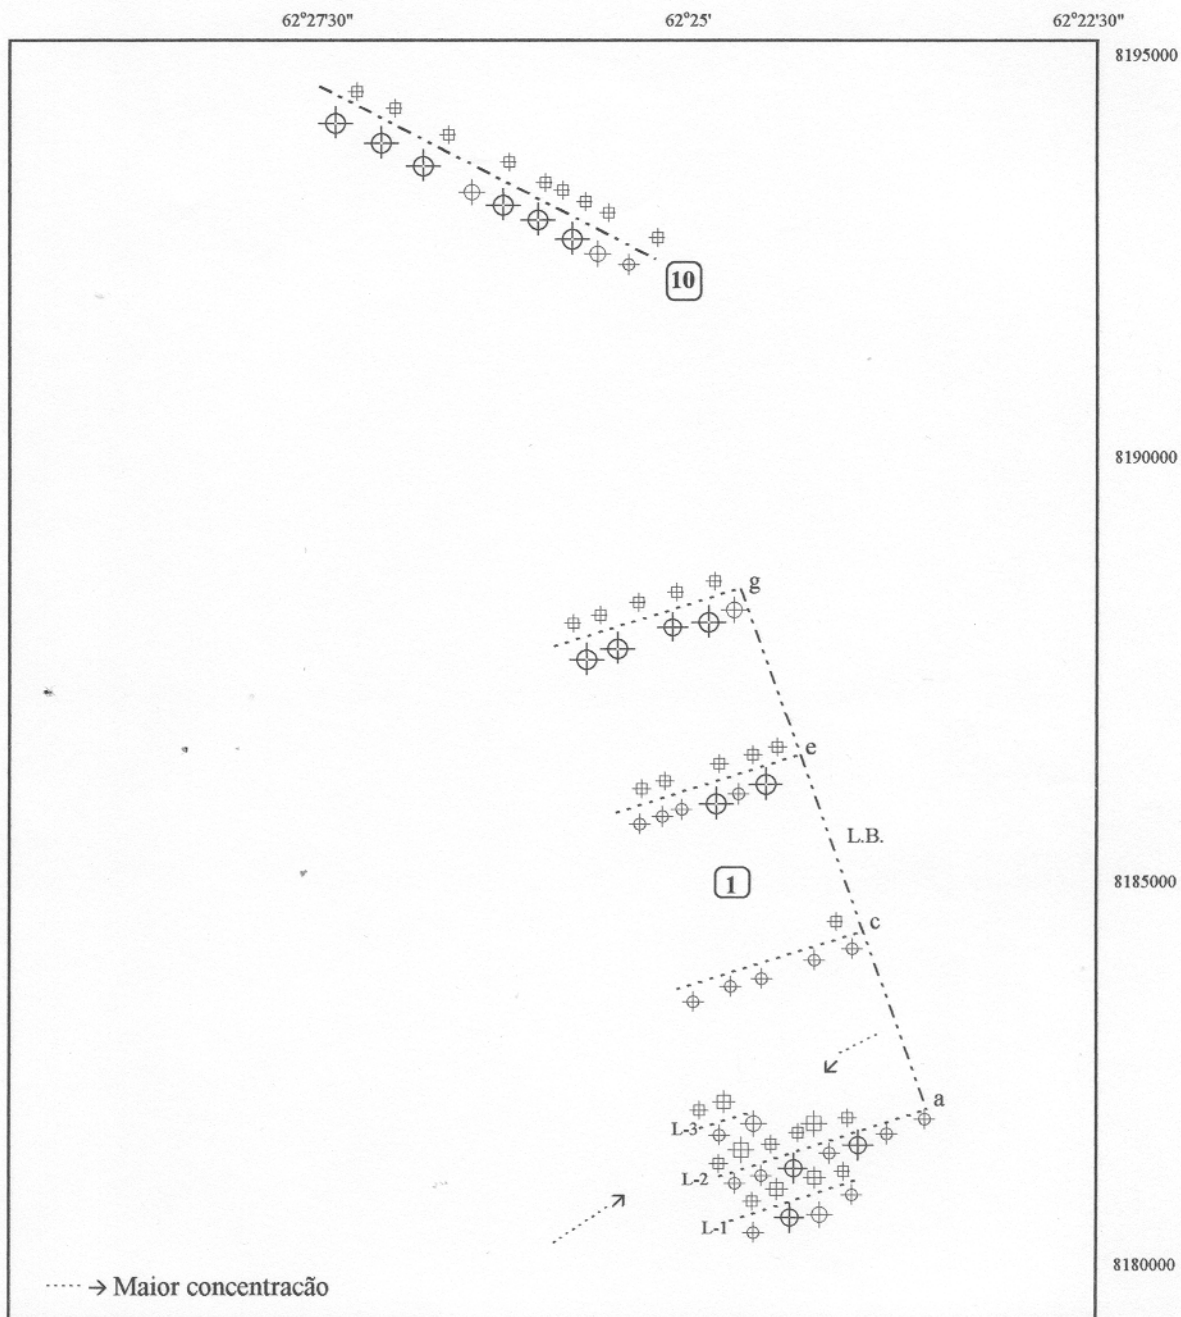 62°27'30" 62°25' 62°22'30"
8195000
10
8190000
g
e
L.B.
1
8185000
c
a
L-3
L-2
L-1
8180000
Maior concentracão